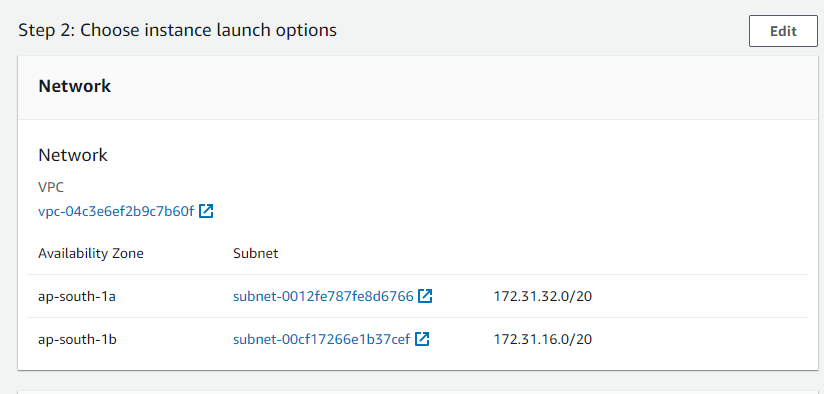 Step 2: Choose instance launch options
Edit
Network
Network
VPC
vpc-04c3e6ef2b9c7b60f
Availability Zone Subnet
ap-south-1a subnet-0012fe787fe8d6766 172.31.32.0/20
ap-south-1b subnet-00cf17266e1b37cef 172.31.16.0/20